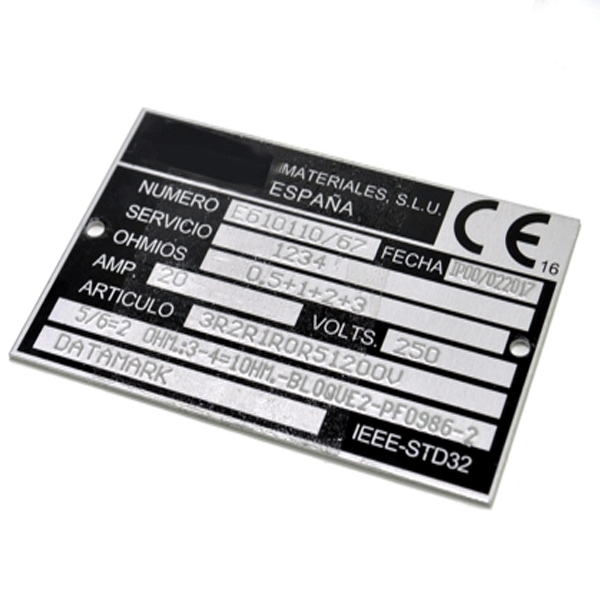 MATERIALES, S.L.U.
ESPAÑA
CE 16
NUMERO E610110/67 FECHA IP00/022017
SERVICIO 1234
OHMIOS 0.5+1+2+3
AMP. 20 VOLTS. 250
ARTICULO 3R2R1R0R51200V
5/6=2 OHM.:3-4=1OHM.-BLOQUE2-PF0986-2
DATAMARK
IEEE-STD32